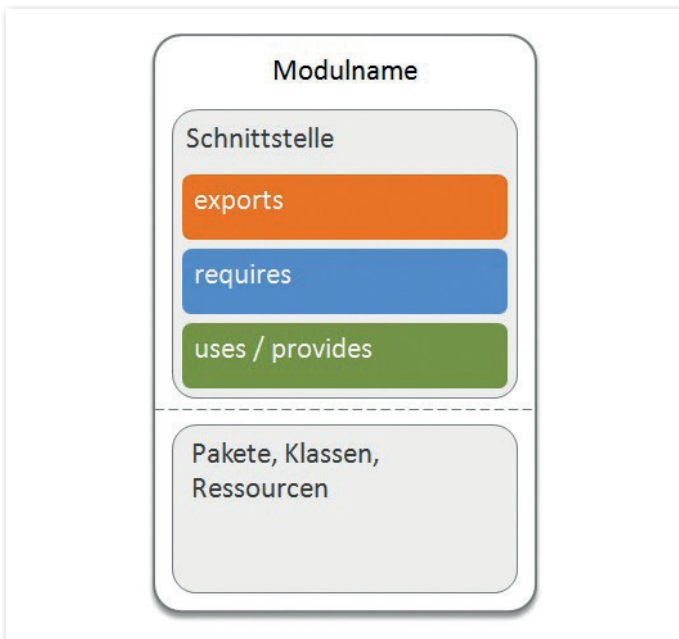 Modulname
Schnittstelle
exports
requires
uses / provides
Pakete, Klassen,
Ressourcen